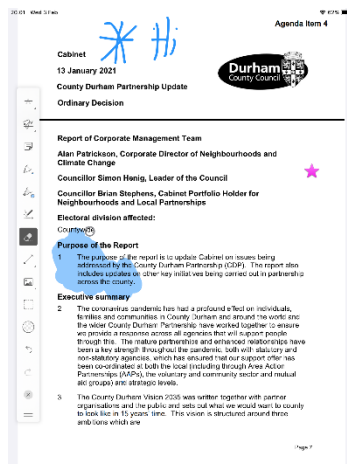 20:01 Wed 3 Feb
62%
Agenda Item 4
Hi
Cabinet
13 January 2021
County Durham Partnership Update
Ordinary Decision
Durham
County Council
Report of Corporate Management Team
Alan Patrickson, Corporate Director of Neighbourhoods and
Climate Change
Councillor Simon Henig, Leader of the Council
Councillor Brian Stephens, Cabinet Portfolio Holder for
Neighbourhoods and Local Partnerships
Electoral division affected:
Countywide
Purpose of the Report
1 The purpose of the report is to update Cabinet on issues being
addressed by the County Durham Partnership (CDP). The report also
includes updates on other key initiatives being carried out in partnership
across the county.
Executive summary
2 The coronavirus pandemic has had a profound effect on individuals,
families and communities in County Durham and around the world and
the wider County Durham Partnership have worked together to ensure
we provide a response across all agencies that will support people
through this. The mature partnerships and enhanced relationships have
been a key strength throughout the pandemic, both with statutory and
non-statutory agencies, which has ensured that our support offer has
been co-ordinated at both the local (including through Area Action
Partnerships (AAPs), the voluntary and community sector and mutual
aid groups) and strategic levels.
3 The County Durham Vision 2035 was written together with partner
organisations and the public and sets out what we would want to county
to look like in 15 years' time. This vision is structured around three
ambitions which are
Page 7